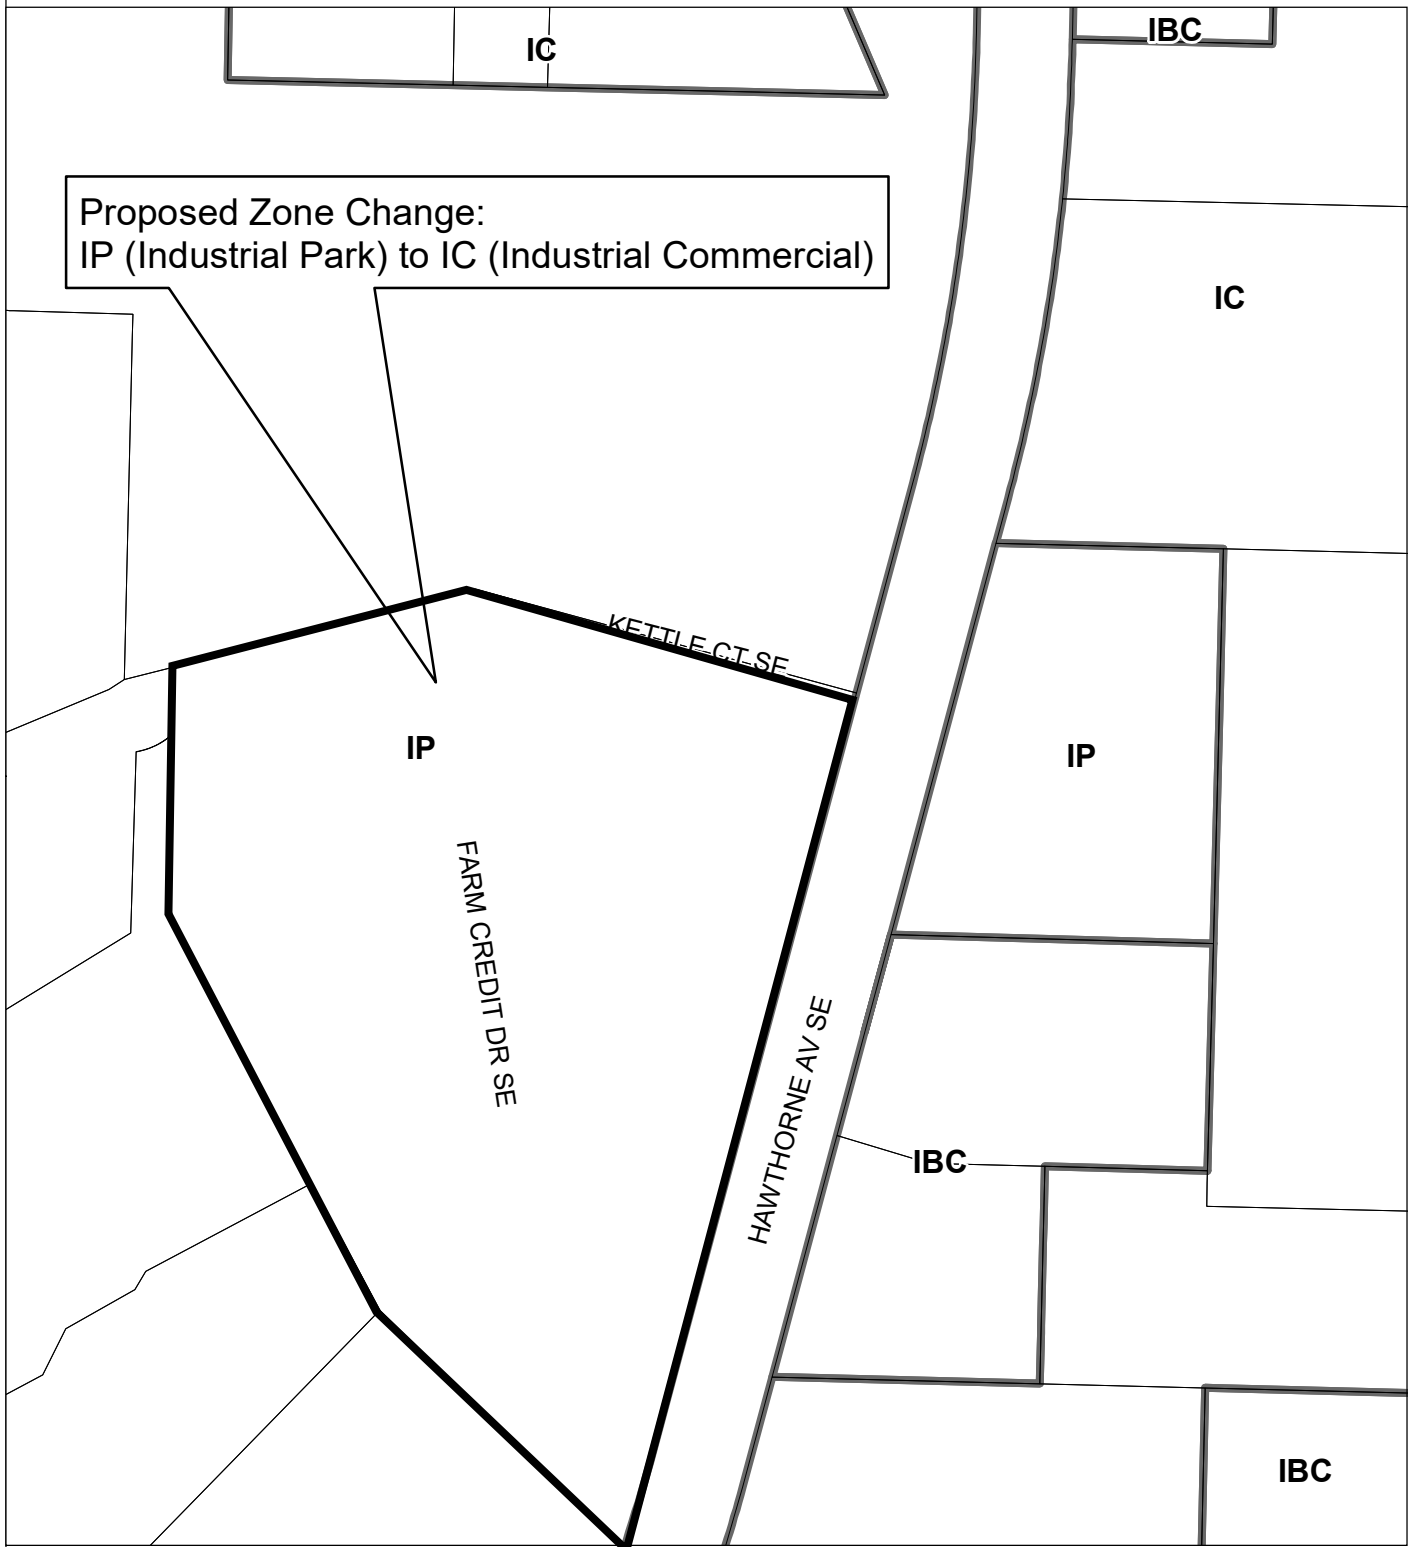 IBC
IC
Proposed Zone Change:
IP (Industrial Park) to IC (Industrial Commercial)
IC
KETTLE CT SE
IP
IP
FARM CREDIT DR SE
HAWTHORNE AV SE
IBC
IBC